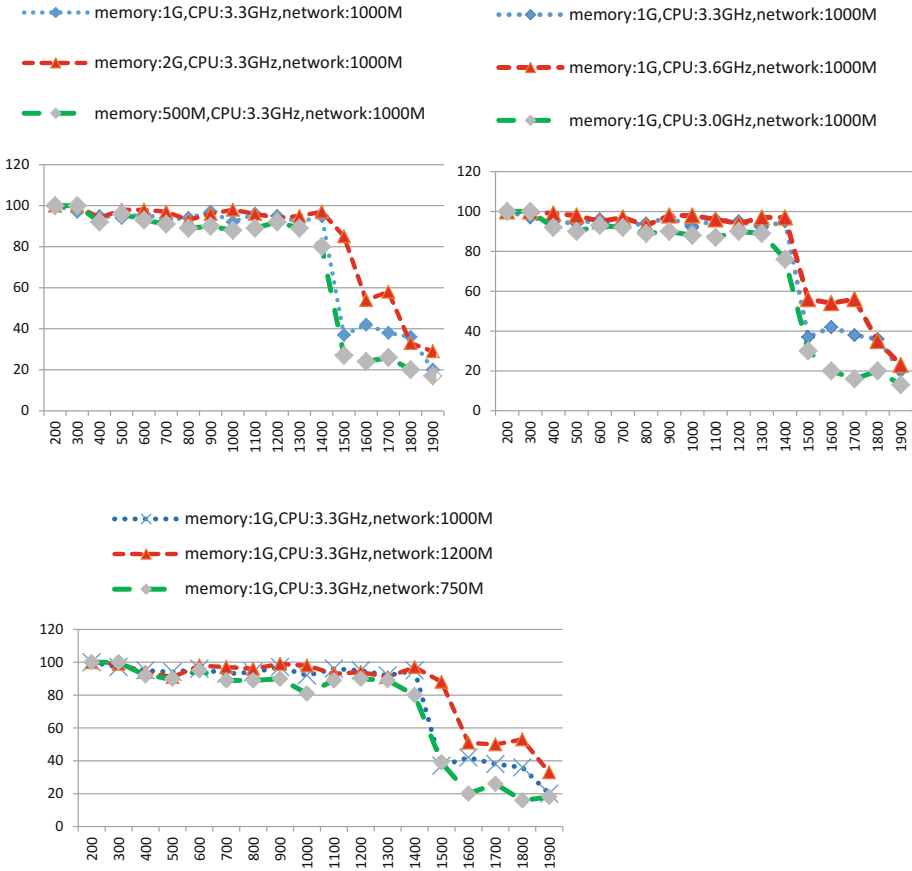 memory:1G,CPU:3.3GHz,network:1000M
memory:2G,CPU:3.3GHz,network:1000M
memory:500M,CPU:3.3GHz,network:1000M
120
100
80
60
40
20
0
200 300 400 500 600 700 800 900 1000 1100 1200 1300 1400 1500 1600 1700 1800 1900
memory:1G,CPU:3.3GHz,network:1000M
memory:1G,CPU:3.6GHz,network:1000M
memory:1G,CPU:3.0GHz,network:1000M
120
100
80
60
40
20
0
200 300 400 500 600 700 800 900 1000 1100 1200 1300 1400 1500 1600 1700 1800 1900
memory:1G,CPU:3.3GHz,network:1000M
memory:1G,CPU:3.3GHz,network:1200M
memory:1G,CPU:3.3GHz,network:750M
120
100
80
60
40
20
0
200 300 400 500 600 700 800 900 1000 1100 1200 1300 1400 1500 1600 1700 1800 1900